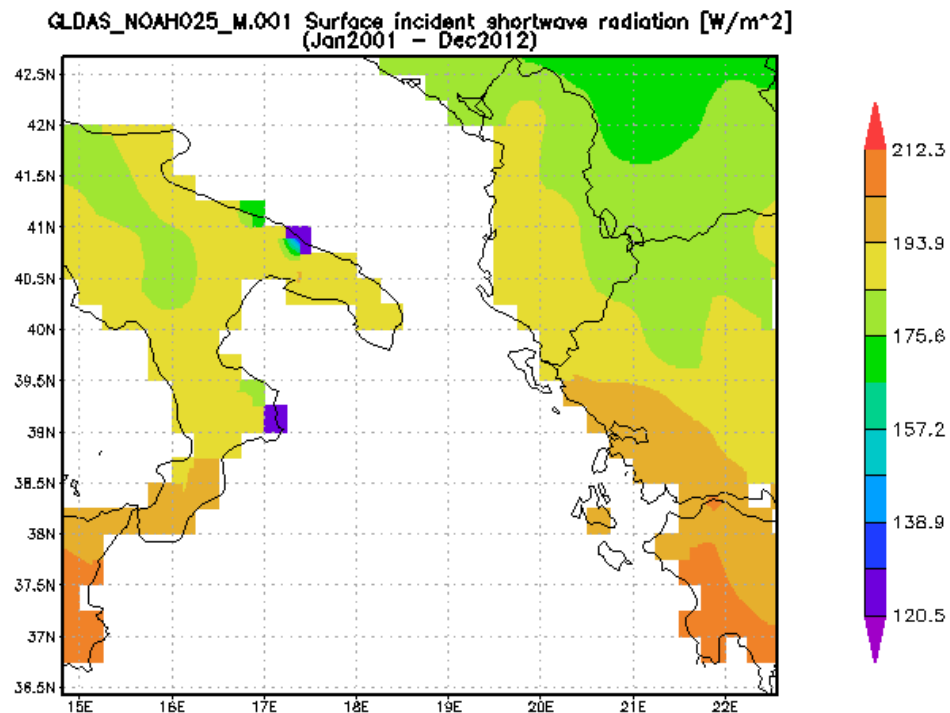 GLDAS_NOAH025_M.001 Surface incident shortwave radiation [W/m^2]
(Jan2001 - Dec2012)
42.5N
42N
41.5N
41N
40.5N
40N
39.5N
39N
38.5N
38N
37.5N
37N
36.5N
15E 16E 17E 18E 19E 20E 21E 22E
212.3
193.9
175.6
157.2
138.9
120.5